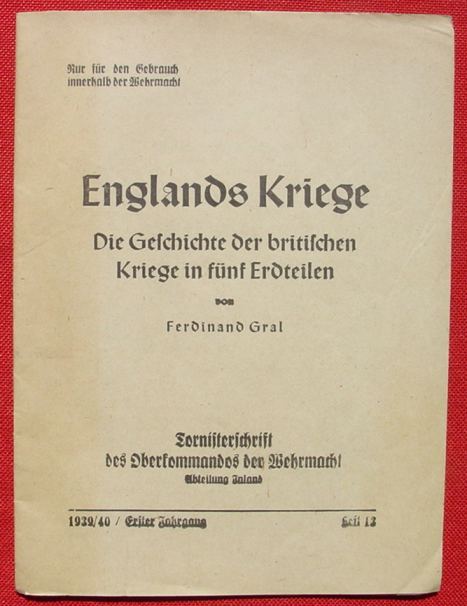 Nur für den Gebrauch
innerhalb der Wehrmacht
Englands Kriege
Die Geſchichte der britiſchen
Kriege in fünf Erdteilen
von
Ferdinand Gral
Torniſterſchrift
des Oberkommandos der Wehrmacht
Abteilung Inland
1939/40 / Erſter Jahrgang Heft 13